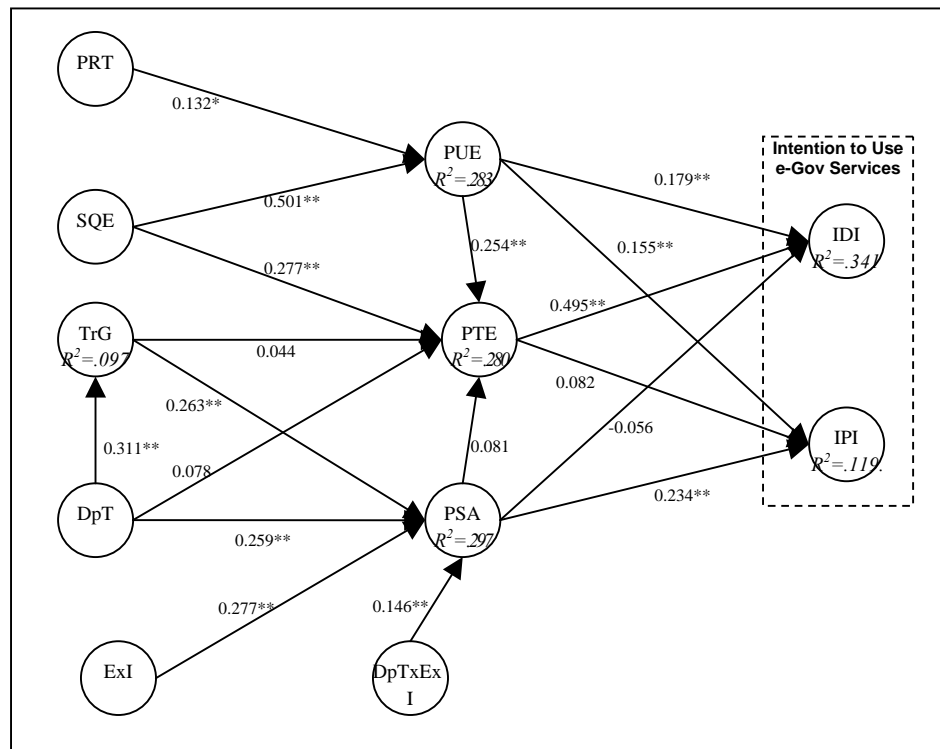 PRT
0.132*
PUE
R²=.283
Intention to Use
e-Gov Services
0.179**
SQE
0.501**
IDI
R²=.341
0.254**
0.155**
0.277**
0.495**
TrG
R²=.097
PTE
R²=.280
0.044
0.082
0.263**
-0.056
0.311**
0.081
IPI
R²=.119.
0.078
0.234**
DpT
PSA
R²=.297
0.259**
0.277**
0.146**
ExI
DpTxEx
I